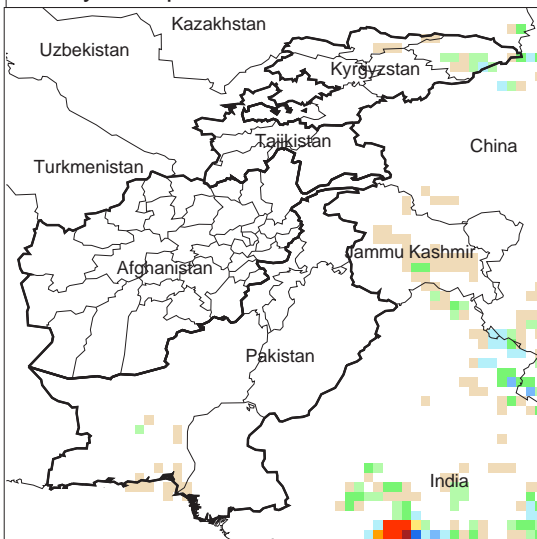 Kazakhstan
Uzbekistan
Kyrgyzstan
Tajikistan
China
Turkmenistan
Jammu Kashmir
Afghanistan
Pakistan
India